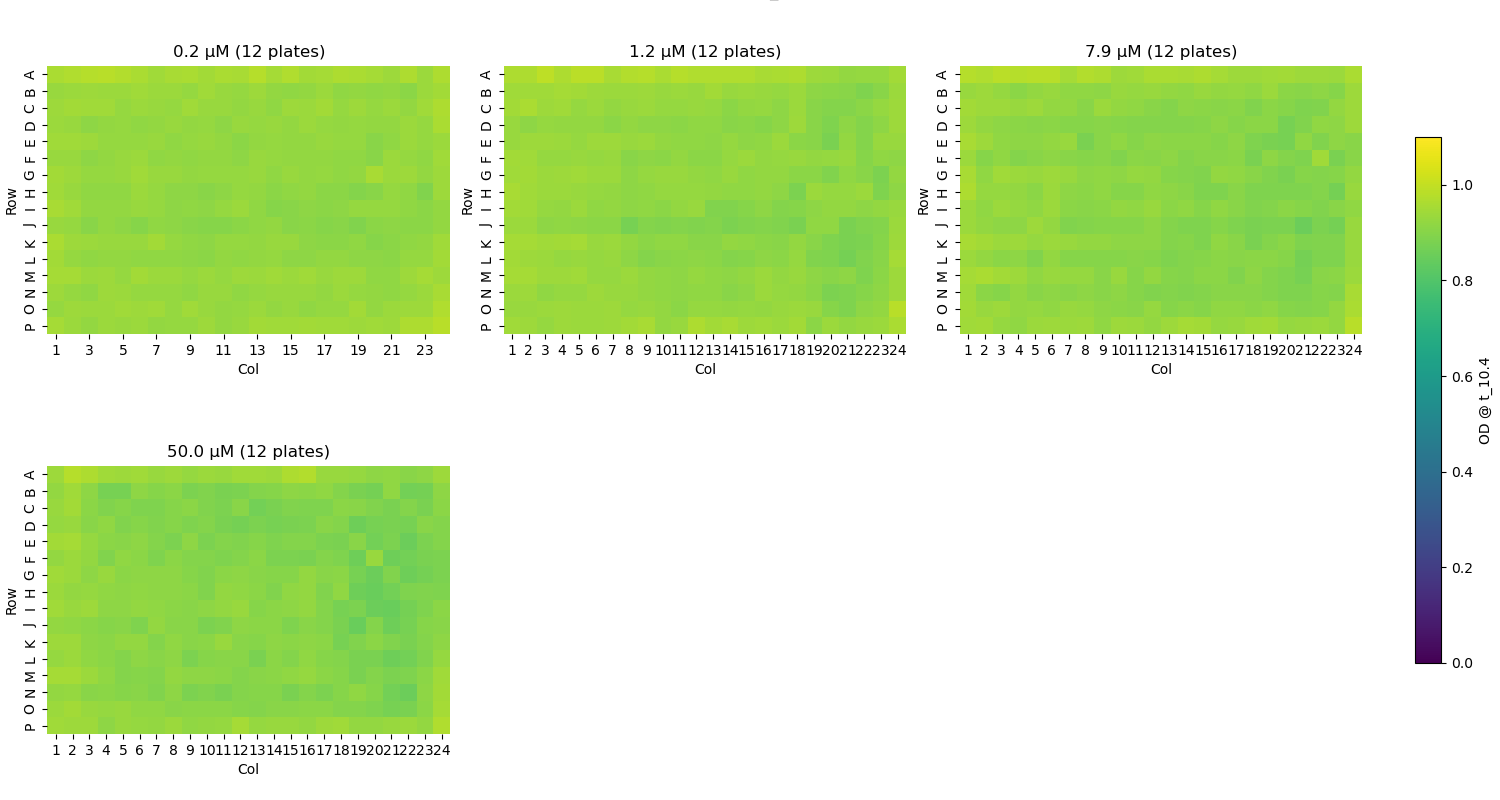 0.2 µM (12 plates)
Row
A B C D E F G H I J K L M N O P
1 3 5 7 9 11 13 15 17 19 21 23
Col
1.2 µM (12 plates)
Row
A B C D E F G H I J K L M N O P
1 2 3 4 5 6 7 8 9 10 11 12 13 14 15 16 17 18 19 20 21 22 23 24
Col
7.9 µM (12 plates)
Row
A B C D E F G H I J K L M N O P
1 2 3 4 5 6 7 8 9 10 11 12 13 14 15 16 17 18 19 20 21 22 23 24
Col
50.0 µM (12 plates)
Row
A B C D E F G H I J K L M N O P
1 2 3 4 5 6 7 8 9 10 11 12 13 14 15 16 17 18 19 20 21 22 23 24
Col
1.0
0.8
0.6
0.4
0.2
0.0
OD @ t_10.4